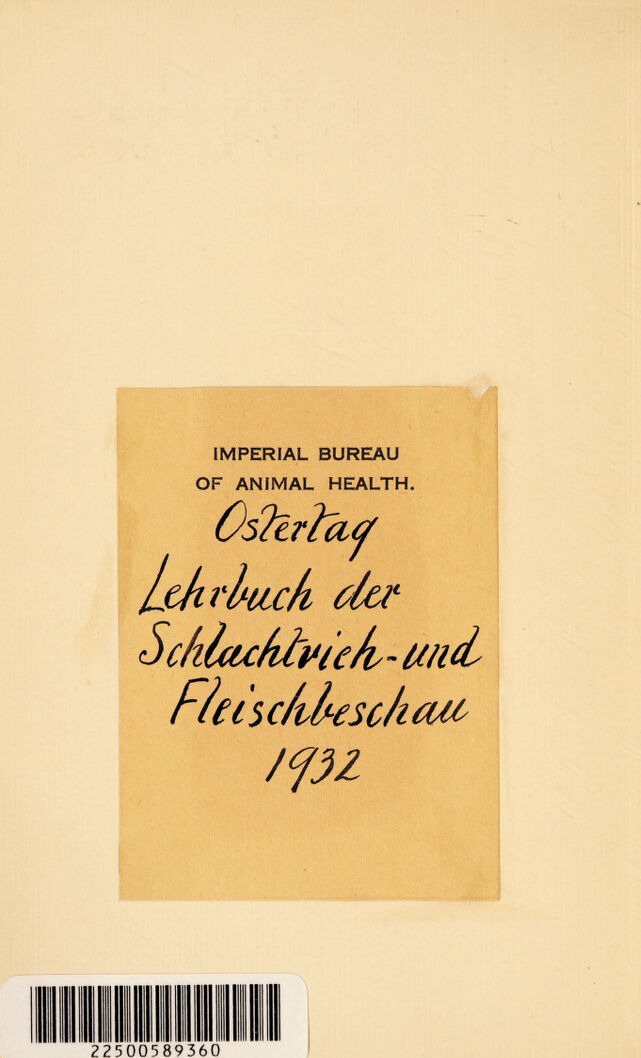 IMPERIAL BUREAU
OF ANIMAL HEALTH.
Ostertag
Lehrbuch der
Schlachtvieh-und
Fleischbeschau
1932
22500589360